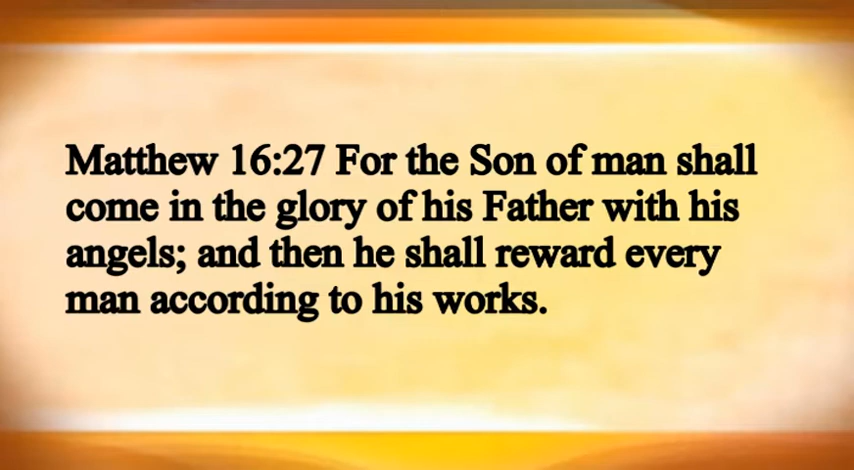 Matthew 16:27 For the Son of man shall
come in the glory of his Father with his
angels; and then he shall reward every
man according to his works.